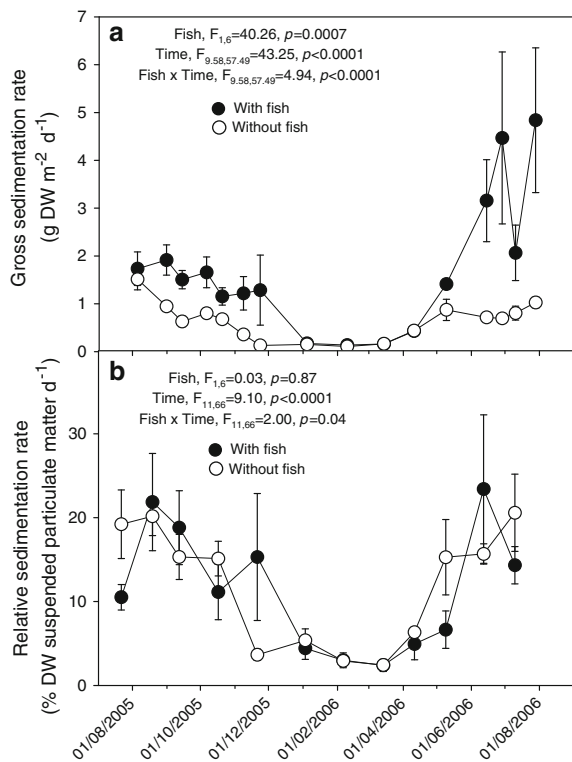 a
Fish, F1,6=40.26, p=0.0007
Time, F9.58,57.49=43.25, p<0.0001
Fish x Time, F9.58,57.49=4.94, p<0.0001
With fish
Without fish
Gross sedimentation rate
(g DW m-2 d-1)
7
6
5
4
3
2
1
0
b
Fish, F1,6=0.03, p=0.87
Time, F11,66=9.10, p<0.0001
Fish x Time, F11,66=2.00, p=0.04
With fish
Without fish
Relative sedimentation rate
(% DW suspended particulate matter d-1)
30
20
10
0
01/08/2005
01/10/2005
01/12/2005
01/02/2006
01/04/2006
01/06/2006
01/08/2006